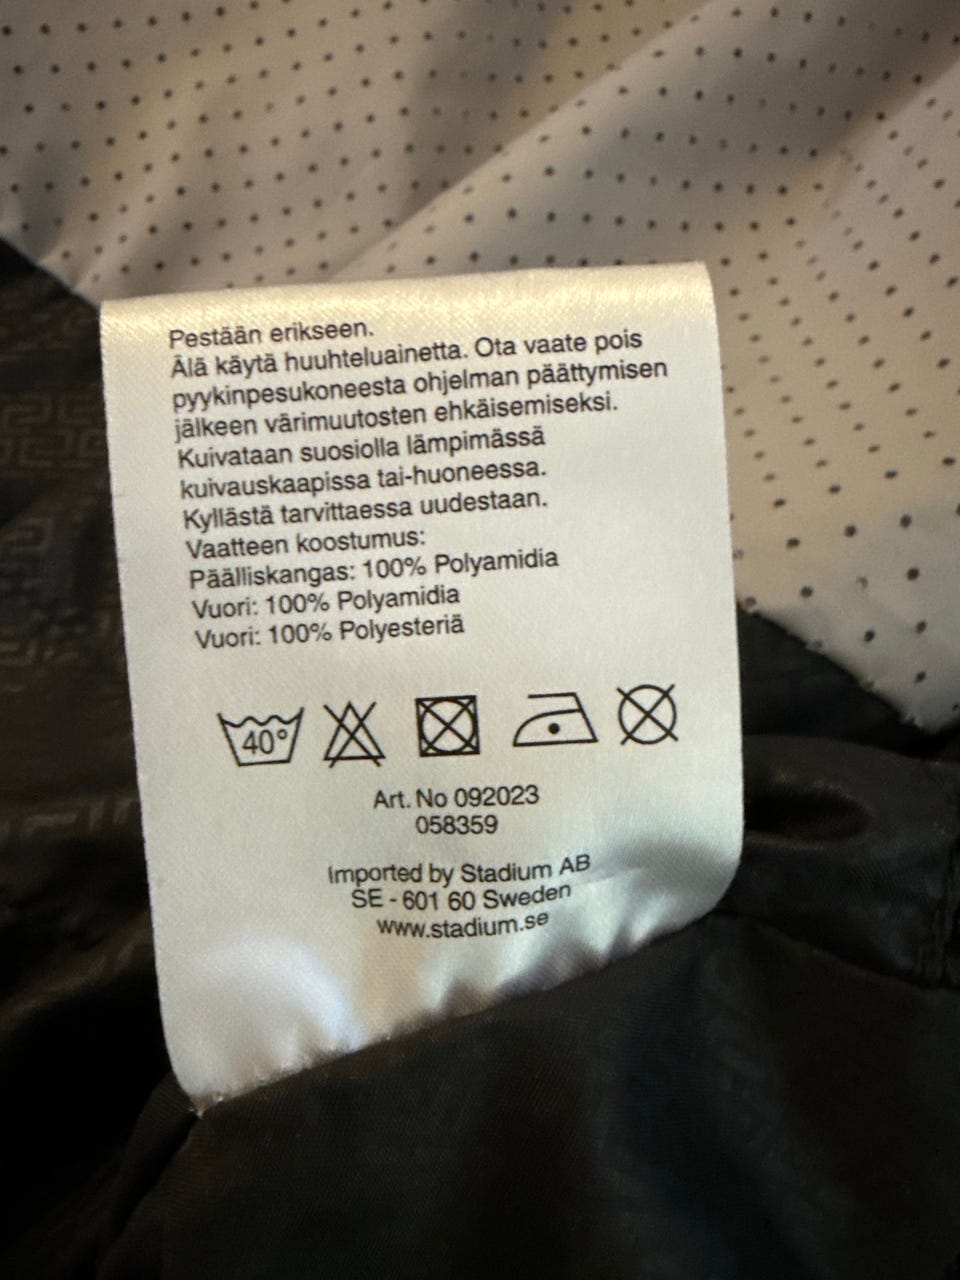 Pestään erikseen.
Älä käytä huuhteluainetta. Ota vaate pois
pyykinpesukoneesta ohjelman päättymisen
jälkeen värimuutosten ehkäisemiseksi.
Kuivataan suosiolla lämpimässä
kuivauskaapissa tai-huoneessa.
Kyllästä tarvittaessa uudestaan.
Vaatteen koostumus:
Päälliskangas: 100% Polyamidia
Vuori: 100% Polyamidia
Vuori: 100% Polyesteriä
40°
Art. No 092023
058359
Imported by Stadium AB
SE - 601 60 Sweden
www.stadium.se